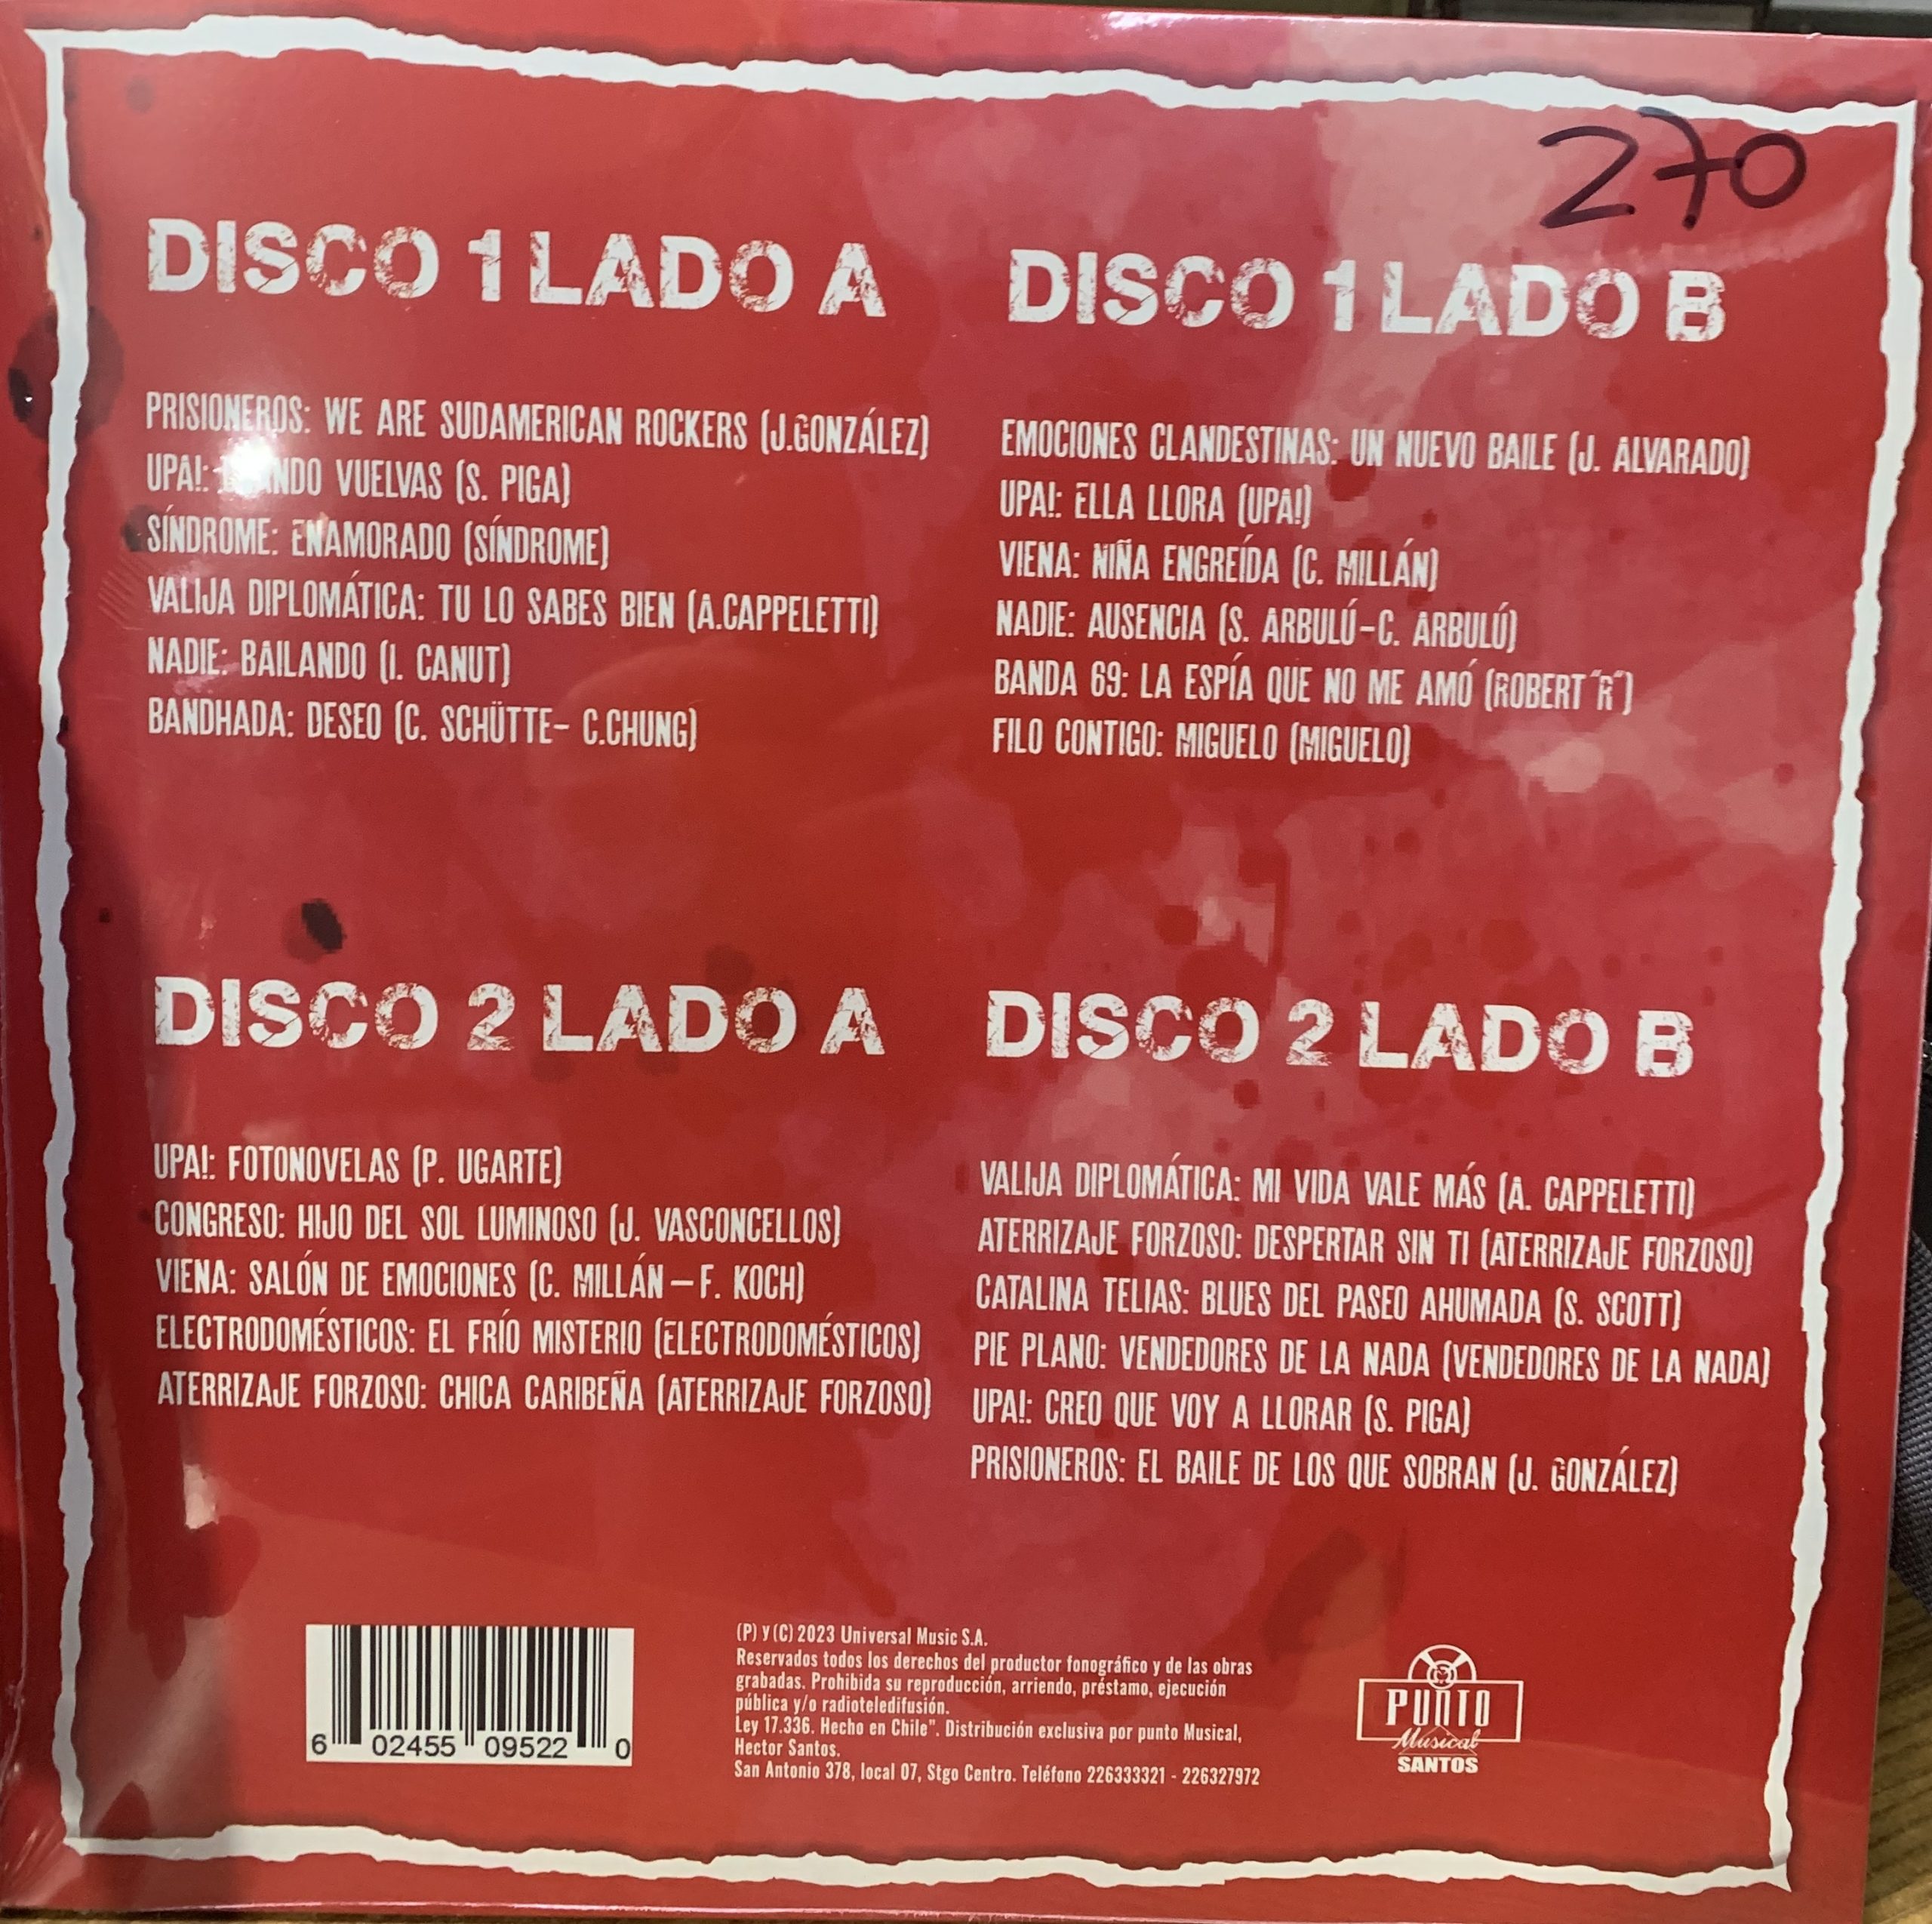 270
DISCO 1 LADO A
PRISIONEROS: WE ARE SUDAMERICAN ROCKERS (J.GONZÁLEZ)
UPA!: VUELVAS (S. PIGA)
SÍNDROME: ENAMORADO (SÍNDROME)
VALIJA DIPLOMÁTICA: TU LO SABES BIEN (A.CAPPELETTI)
NADIE: BAILANDO (I. CANUT)
BANDHADA: DESEO (C. SCHÜTTE- C.CHUNG)
DISCO 1 LADO B
EMOCIONES CLANDESTINAS: UN NUEVO BAILE (J. ALVARADO)
UPA!: ELLA LLORA (UPA!)
VIENA: NIÑA ENGREÍDA (C. MILLÁN)
NADIE: AUSENCIA (S. ARBULÚ-C. ARBULÚ)
BANDA 69: LA ESPÍA QUE NO ME AMÓ (ROBERT "R")
FILO CONTIGO: MIGUELO (MIGUELO)
DISCO 2 LADO A
UPA!: FOTONOVELAS (P. UGARTE)
CONGRESO: HIJO DEL SOL LUMINOSO (J. VASCONCELLOS)
VIENA: SALÓN DE EMOCIONES (C. MILLÁN – F. KOCH)
ELECTRODOMÉSTICOS: EL FRÍO MISTERIO (ELECTRODOMÉSTICOS)
ATERRIZAJE FORZOSO: CHICA CARIBEÑA (ATERRIZAJE FORZOSO)
DISCO 2 LADO B
VALIJA DIPLOMÁTICA: MI VIDA VALE MÁS (A. CAPPELETTI)
ATERRIZAJE FORZOSO: DESPERTAR SIN TI (ATERRIZAJE FORZOSO)
CATALINA TELIAS: BLUES DEL PASEO AHUMADA (S. SCOTT)
PIE PLANO: VENDEDORES DE LA NADA (VENDEDORES DE LA NADA)
UPA!: CREO QUE VOY A LLORAR (S. PIGA)
PRISIONEROS: EL BAILE DE LOS QUE SOBRAN (J. GONZÁLEZ)
6 02455 09522 0
(P) y (C) 2023 Universal Music S.A.
Reservados todos los derechos del productor fonográfico y de las obras
grabadas. Prohibida su reproducción, arriendo, préstamo, ejecución
pública y/o radioteledifusión.
Ley 17.336. Hecho en Chile". Distribución exclusiva por punto Musical,
Hector Santos.
San Antonio 378, local 07, Stgo Centro. Teléfono 226333321 - 226327972
PUNTO
Musical
SANTOS